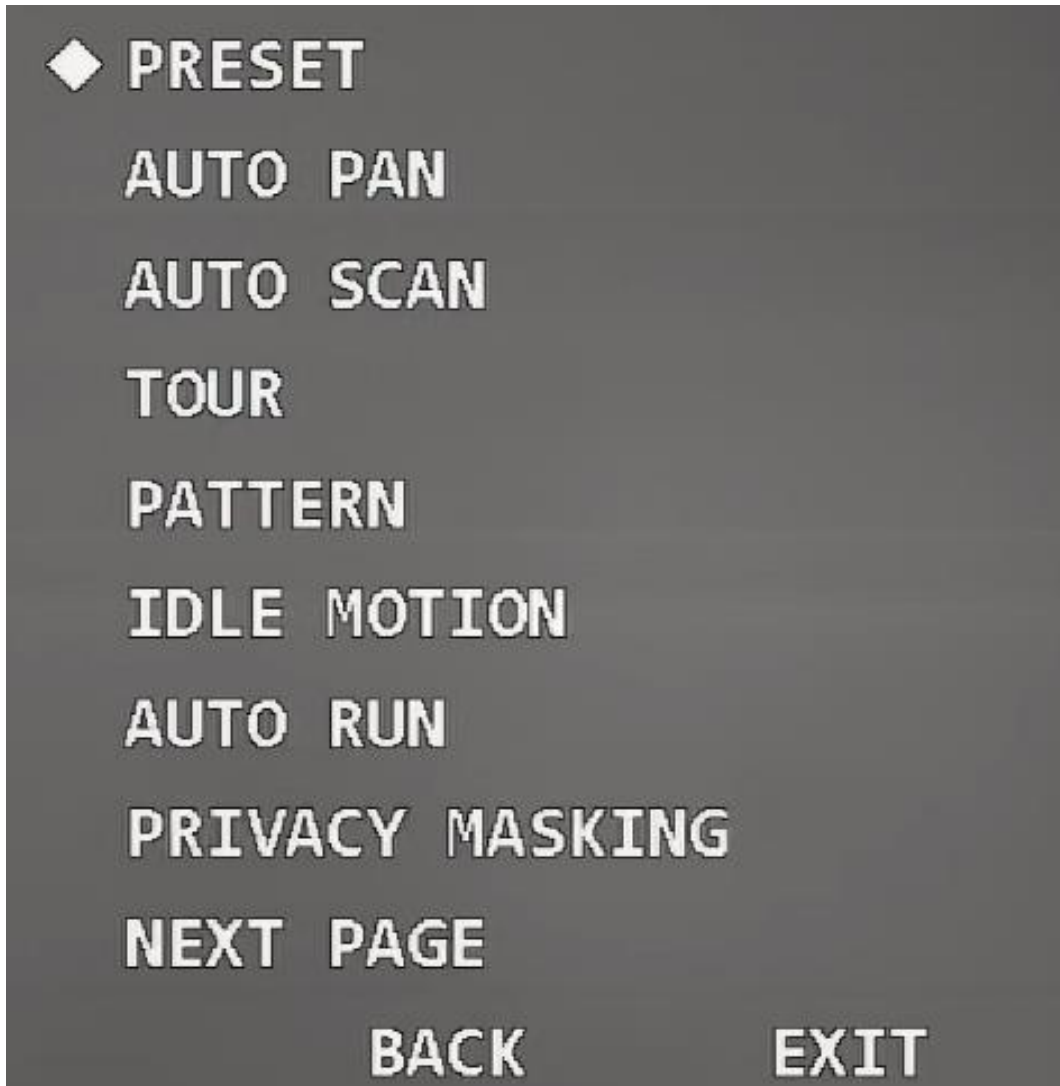 PRESET
AUTO PAN
AUTO SCAN
TOUR
PATTERN
IDLE MOTION
AUTO RUN
PRIVACY MASKING
NEXT PAGE
BACK EXIT